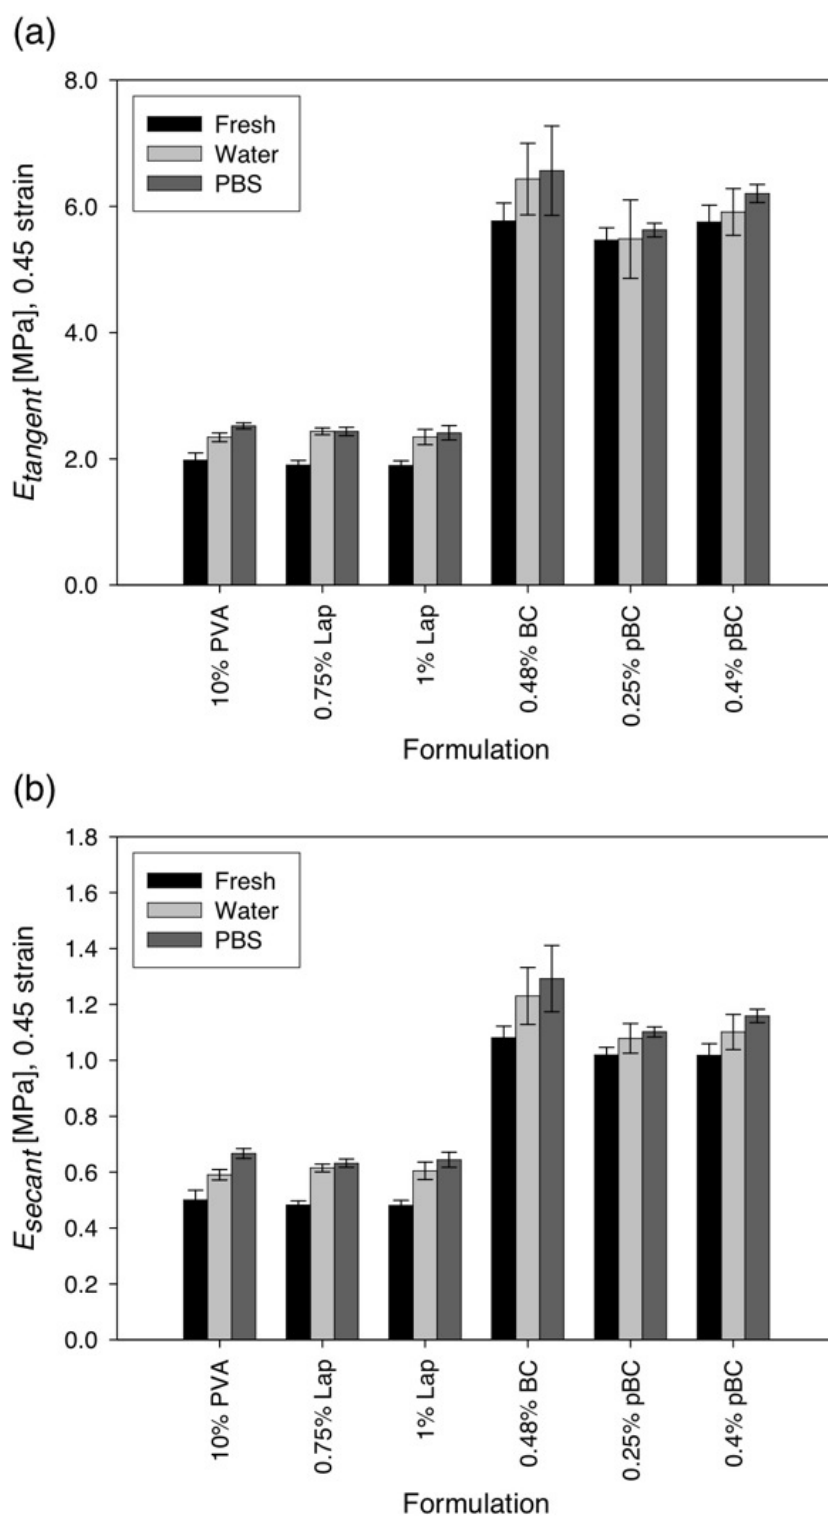 (a)
8.0
6.0
4.0
2.0
0.0
Etangent [MPa], 0.45 strain
Fresh
Water
PBS
10% PVA
0.75% Lap
1% Lap
0.48% BC
0.25% pBC
0.4% pBC
Formulation
(b)
1.8
1.6
1.4
1.2
1.0
0.8
0.6
0.4
0.2
0.0
Esecant [MPa], 0.45 strain
Fresh
Water
PBS
10% PVA
0.75% Lap
1% Lap
0.48% BC
0.25% pBC
0.4% pBC
Formulation